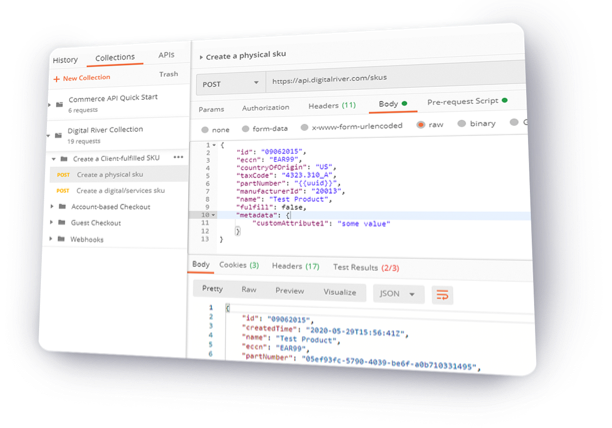 History
Collections
APIs
+ New Collection
Trash
Commerce API Quick Start
6 requests
Digital River Collection
19 requests
Create a Client-fulfilled SKU
POST Create a physical sku
POST Create a digital/services sku
Account-based Checkout
Guest Checkout
Webhooks
Create a physical sku
POST
https://api.digitalriver.com/skus
Params Authorization Headers (11) Body Pre-request Script
none form-data x-www-form-urlencoded raw binary
1 {
2 "id": "09062015",
3 "eccn": "EAR99",
4 "countryOfOrigin": "US",
5 "taxCode": "4323.310_A",
6 "partNumber": "{{uuid}}",
7 "manufacturerId": "20013",
8 "name": "Test Product",
9 "fulfill": false,
10 "metadata": {
11 "customAttribute1": "some value"
12 }
13 }
Body Cookies (3) Headers (17) Test Results (2/3)
Pretty Raw Preview Visualize JSON
1 {
2 "id": "09062015",
3 "createdTime": "2020-05-29T15:56:41Z",
4 "name": "Test Product",
5 "eccn": "EAR99",
6 "partNumber": "05ef93fc-5790-4039-be6f-a0b710331495",